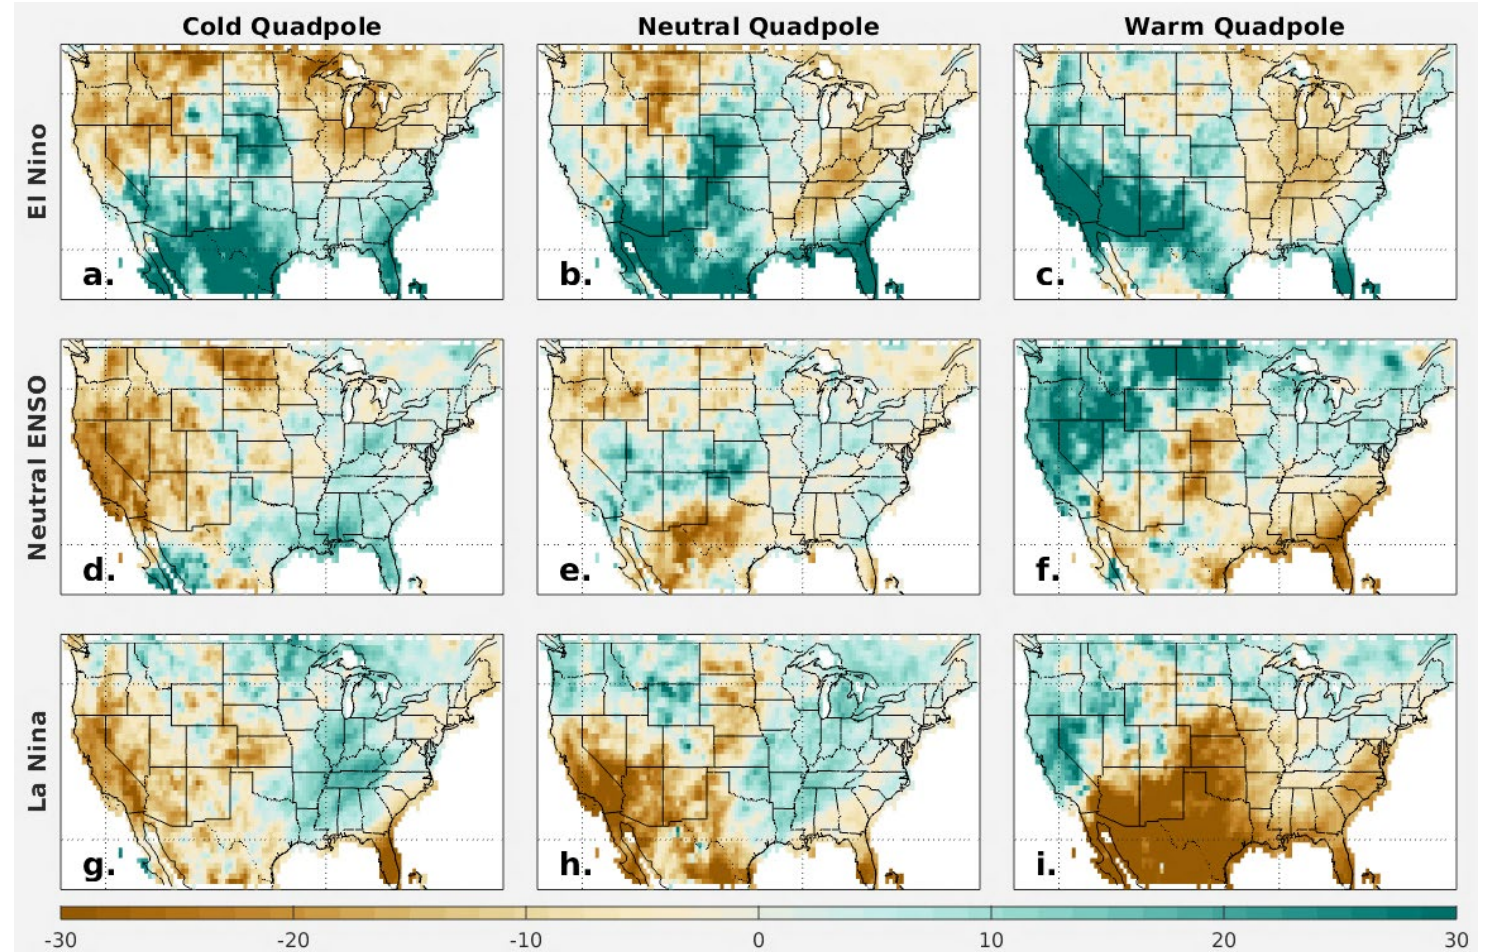 Cold Quadpole Neutral Quadpole Warm Quadpole
El Nino
a. b. c.
Neutral ENSO
d. e. f.
La Nina
g. h. i.
-30 -20 -10 0 10 20 30